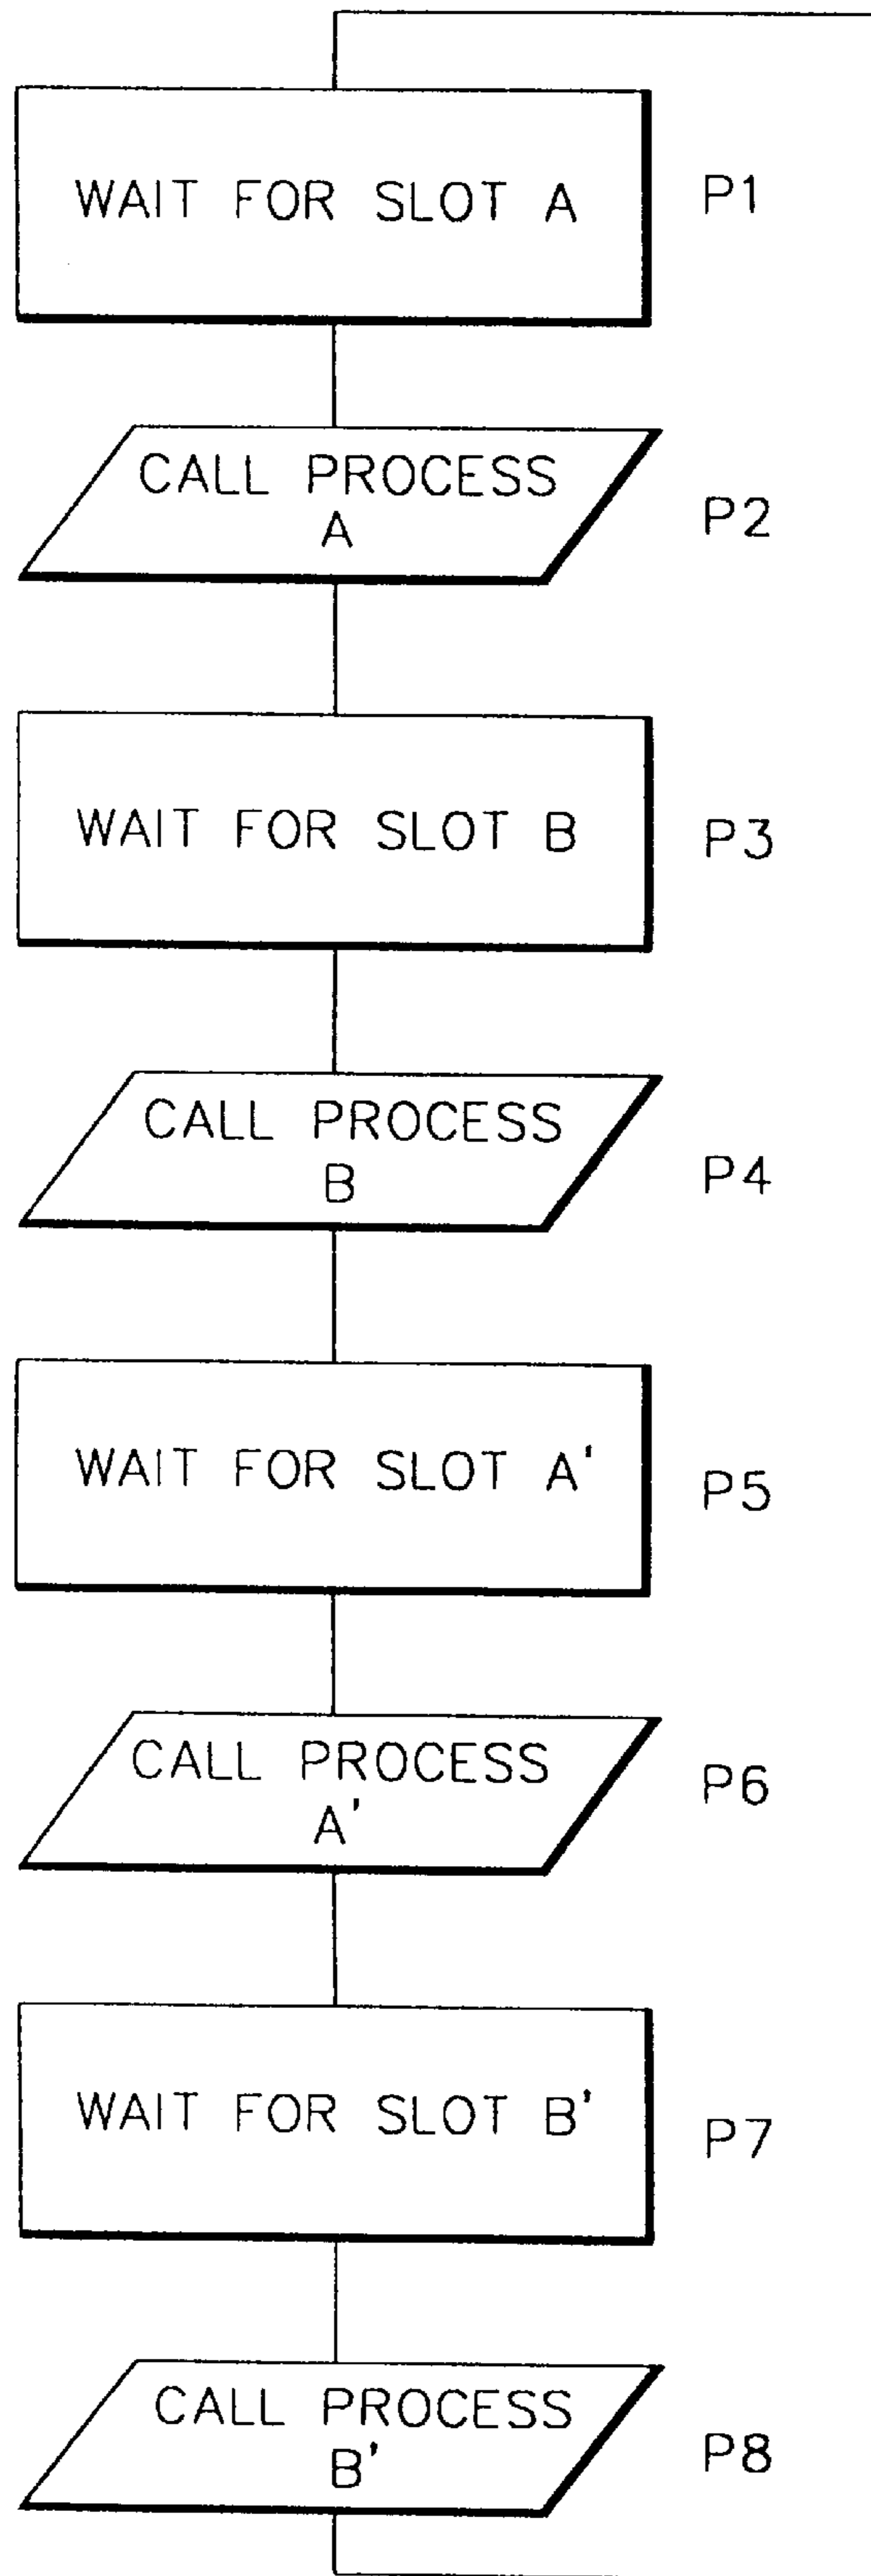 WAIT FOR SLOT A
P1
CALL PROCESS
A
P2
WAIT FOR SLOT B
P3
CALL PROCESS
B
P4
WAIT FOR SLOT A'
P5
CALL PROCESS
A'
P6
WAIT FOR SLOT B'
P7
CALL PROCESS
B'
P8